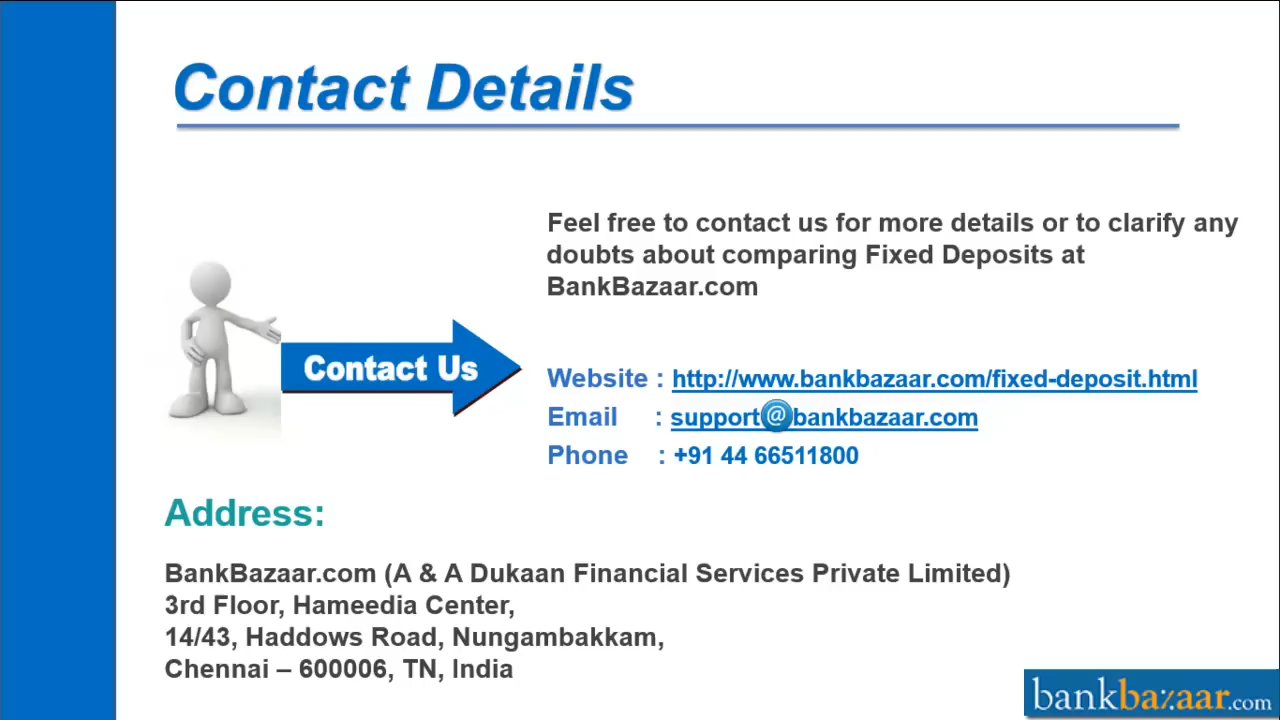 Contact Details
Feel free to contact us for more details or to clarify any
doubts about comparing Fixed Deposits at
BankBazaar.com
Contact Us
Website : http://www.bankbazaar.com/fixed-deposit.html
Email : support@bankbazaar.com
Phone : +91 44 66511800
Address:
BankBazaar.com (A & A Dukaan Financial Services Private Limited)
3rd Floor, Hameedia Center,
14/43, Haddows Road, Nungambakkam,
Chennai – 600006, TN, India
bankbazaar.com